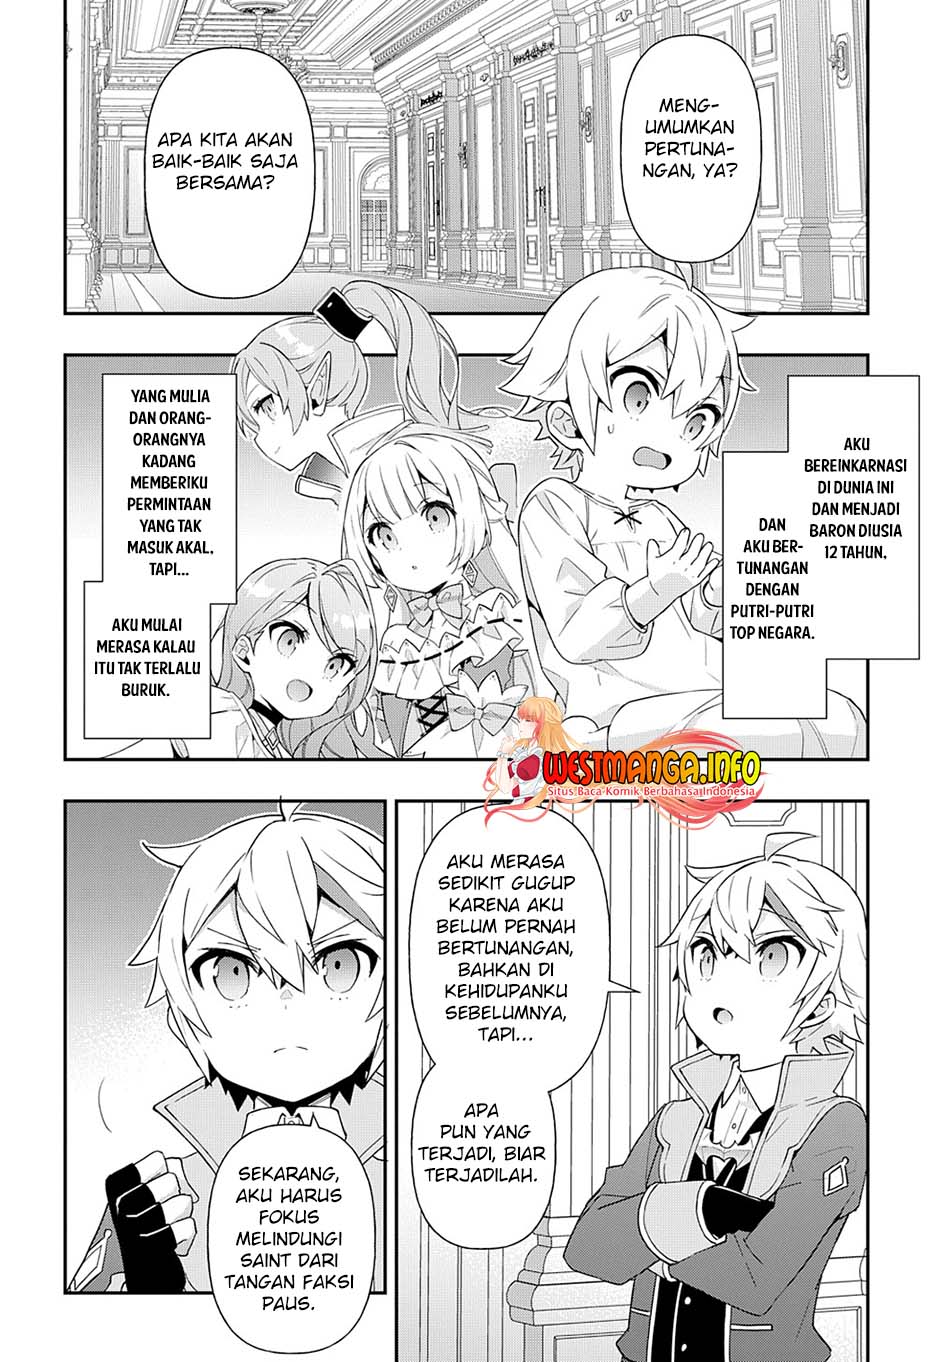 MENG-
UMUMKAN
PERTUNA-
NGAN, YA?
APA KITA AKAN
BAIK-BAIK SAJA
BERSAMA?
AKU
BEREINKARNASI
DI DUNIA INI
DAN MENJADI
BARON DIUSIA
12 TAHUN.
DAN
AKU BER-
TUNANGAN
DENGAN
PUTRI-PUTRI
TOP NEGARA.
YANG MULIA
DAN ORANG-
ORANGNYA
KADANG
MEMBERIKU
PERMINTAAN
YANG TAK
MASUK AKAL,
TAPI...
AKU MULAI
MERASA KALAU
ITU TAK TERLALU
BURUK.
WESTMANGA.INFO
Situs Baca Komik Berbahasa Indonesia
AKU MERASA
SEDIKIT GUGUP
KARENA AKU
BELUM PERNAH
BERTUNANGAN,
BAHKAN DI
KEHIDUPANKU
SEBELUMNYA,
TAPI...
APA
PUN YANG
TERJADI, BIAR
TERJADILAH.
SEKARANG,
AKU HARUS
FOKUS
MELINDUNGI
SAINT DARI
TANGAN FAKSI
PAUS.